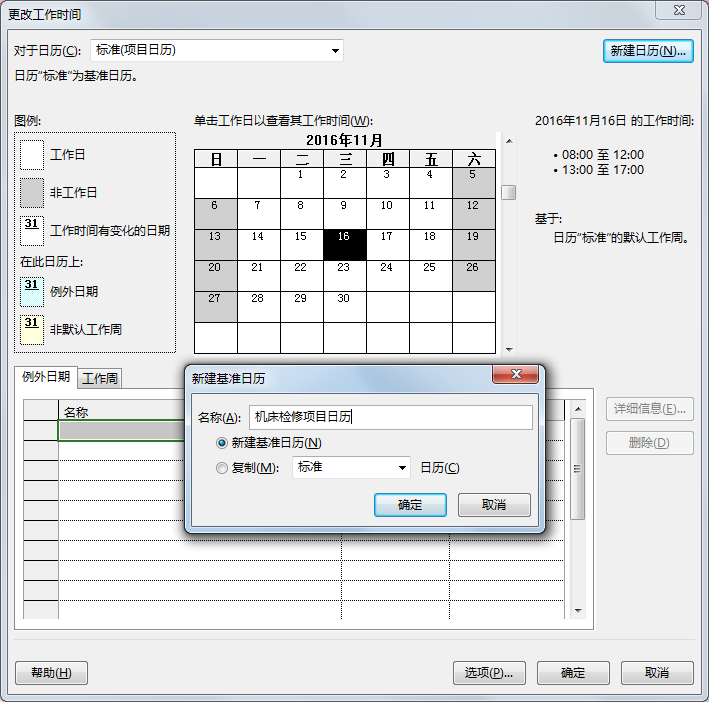 更改工作时间
对于日历(C): 标准(项目日历) 新建日历(N)...
日历"标准"为基准日历。
图例:
工作日
非工作日
31 工作时间有变化的日期
在此日历上:
31 例外日期
31 非默认工作周
单击工作日以查看其工作时间(W):
2016年11月
日 一 二 三 四 五 六
1 2 3 4 5
6 7 8 9 10 11 12
13 14 15 16 17 18 19
20 21 22 23 24 25 26
27 28 29 30
2016年11月16日 的工作时间:
• 08:00 至 12:00
• 13:00 至 17:00
基于:
日历"标准"的默认工作周。
例外日期 工作周
名称
详细信息(E)...
删除(D)
新建基准日历
名称(A): 机床检修项目日历
新建基准日历(N)
复制(M): 标准 日历(C)
确定 取消
帮助(H) 选项(P)... 确定 取消